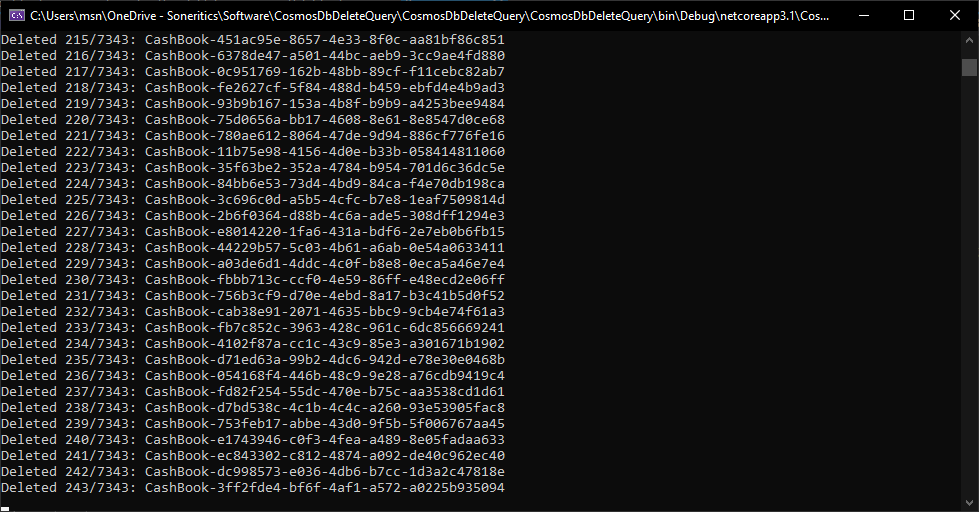 C:\Users\msn\OneDrive - Soneritics\Software\CosmosDbDeleteQuery\CosmosDbDeleteQuery\CosmosDbDeleteQuery\bin\Debug\netcoreapp3.1\Cos...
Deleted 215/7343: CashBook-451ac95e-8657-4e33-8f0c-aa81bf86c851
Deleted 216/7343: CashBook-6378de47-a501-44bc-aeb9-3cc9ae4fd880
Deleted 217/7343: CashBook-0c951769-162b-48bb-89cf-f11cebc82ab7
Deleted 218/7343: CashBook-fe2627cf-5f84-488d-b459-ebfd4e4b9ad3
Deleted 219/7343: CashBook-93b9b167-153a-4b8f-b9b9-a4253bee9484
Deleted 220/7343: CashBook-75d0656a-bb17-4608-8e61-8e8547d0ce68
Deleted 221/7343: CashBook-780ae612-8064-47de-9d94-886cf776fe16
Deleted 222/7343: CashBook-11b75e98-4156-4d0e-b33b-058414811060
Deleted 223/7343: CashBook-35f63be2-352a-4784-b954-701d6c36dc5e
Deleted 224/7343: CashBook-84bb6e53-73d4-4bd9-84ca-f4e70db198ca
Deleted 225/7343: CashBook-3c696c0d-a5b5-4cfc-b7e8-1eaf7509814d
Deleted 226/7343: CashBook-2b6f0364-d88b-4c6a-ade5-308dff1294e3
Deleted 227/7343: CashBook-e8014220-1fa6-431a-bdf6-2e7eb0b6fb15
Deleted 228/7343: CashBook-44229b57-5c03-4b61-a6ab-0e54a0633411
Deleted 229/7343: CashBook-a03de6d1-4ddc-4c0f-b8e8-0eca5a46e7e4
Deleted 230/7343: CashBook-fbbb713c-ccf0-4e59-86ff-e48ecd2e06ff
Deleted 231/7343: CashBook-756b3cf9-d70e-4ebd-8a17-b3c41b5d0f52
Deleted 232/7343: CashBook-cab38e91-2071-4635-bbc9-9cb4e74f61a3
Deleted 233/7343: CashBook-fb7c852c-3963-428c-961c-6dc856669241
Deleted 234/7343: CashBook-4102f87a-cc1c-43c9-85e3-a301671b1902
Deleted 235/7343: CashBook-d71ed63a-99b2-4dc6-942d-e78e30e0468b
Deleted 236/7343: CashBook-054168f4-446b-48c9-9e28-a76cdb9419c4
Deleted 237/7343: CashBook-fd82f254-55dc-470e-b75c-aa3538cd1d61
Deleted 238/7343: CashBook-d7bd538c-4c1b-4c4c-a260-93e53905fac8
Deleted 239/7343: CashBook-753feb17-abbe-43d0-9f5b-5f006767aa45
Deleted 240/7343: CashBook-e1743946-c0f3-4fea-a489-8e05fadaa633
Deleted 241/7343: CashBook-ec843302-c812-4874-a092-de40c962ec40
Deleted 242/7343: CashBook-dc998573-e036-4db6-b7cc-1d3a2c47818e
Deleted 243/7343: CashBook-3ff2fde4-bf6f-4af1-a572-a0225b935094